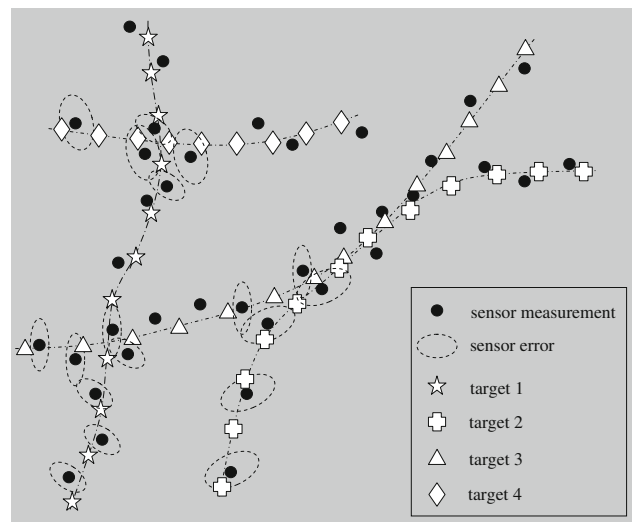 sensor measurement
sensor error
target 1
target 2
target 3
target 4